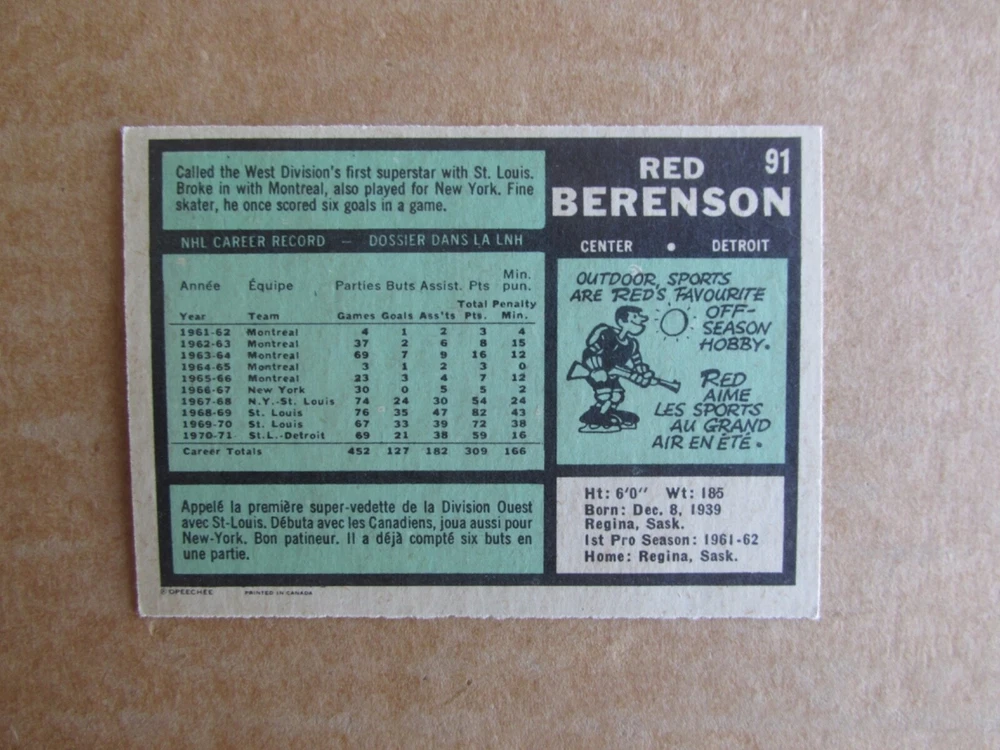 Called the West Division's first superstar with St. Louis.
Broke in with Montreal, also played for New York. Fine
skater, he once scored six goals in a game.
NHL CAREER RECORD — DOSSIER DANS LA LNH
Année Équipe Parties Buts Assist. Pts Min. pun.
Year Team Games Goals Ass'ts Total Pts. Penalty Min.
1961-62 Montreal 4 1 2 3 4
1962-63 Montreal 37 2 6 8 15
1963-64 Montreal 69 7 9 16 12
1964-65 Montreal 3 1 2 3 0
1965-66 Montreal 23 3 4 7 12
1966-67 New York 30 0 5 5 2
1967-68 N.Y.-St. Louis 74 24 30 54 24
1968-69 St. Louis 76 35 47 82 43
1969-70 St. Louis 67 33 39 72 38
1970-71 St.L.-Detroit 69 21 38 59 16
Career Totals 452 127 182 309 166
Appelé la première super-vedette de la Division Ouest
avec St-Louis. Débuta avec les Canadiens, joua aussi pour
New-York. Bon patineur. Il a déjà compté six buts en
une partie.
91
RED
BERENSON
CENTER • DETROIT
OUTDOOR SPORTS
ARE RED'S FAVOURITE
OFF-
SEASON
HOBBY.
RED
AIME
LES SPORTS
AU GRAND
AIR EN ÉTÉ.
Ht: 6'0" Wt: 185
Born: Dec. 8, 1939
Regina, Sask.
1st Pro Season: 1961-62
Home: Regina, Sask.
© OPEECHEE PRINTED IN CANADA